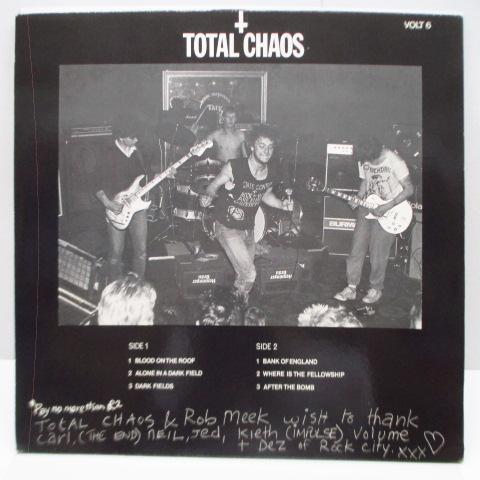 VOLT 6
TOTAL CHAOS
SIDE 1
1 BLOOD ON THE ROOF
2 ALONE IN A DARK FIELD
3 DARK FIELDS
SIDE 2
1 BANK OF ENGLAND
2 WHERE IS THE FELLOWSHIP
3 AFTER THE BOMB
*Pay no more than £2
TOTAL CHAOS & Rob Meek wish to thank
Carl, (THE END) NEIL, Jed, Kieth (IMPULSE), Volume
+ Dez of Rock City. xxx